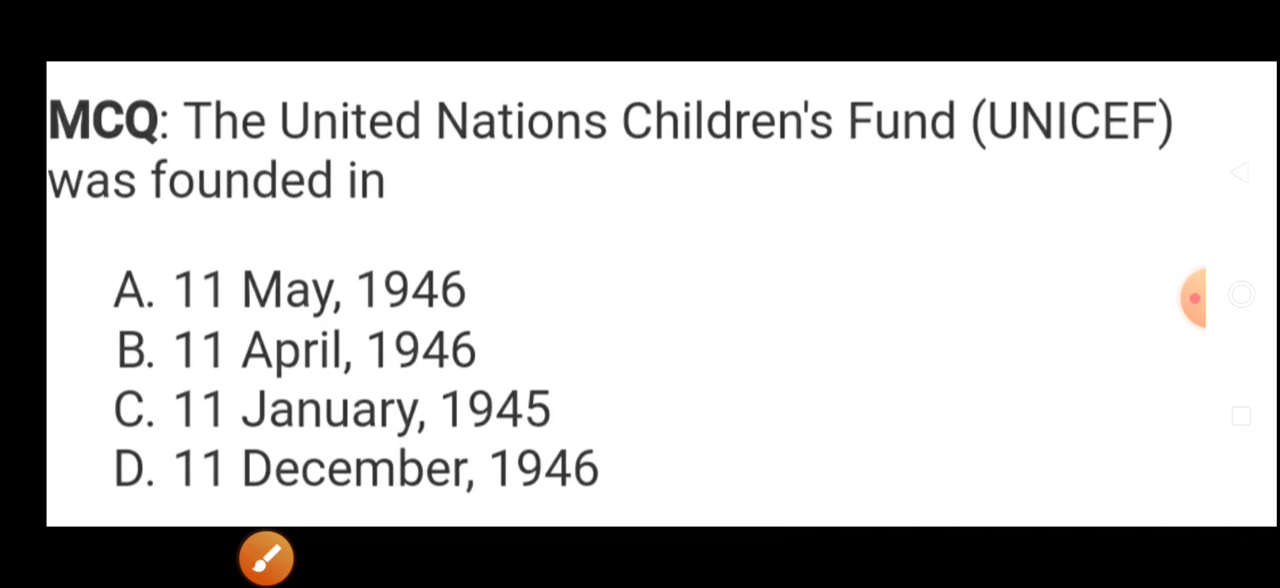 MCQ: The United Nations Children's Fund (UNICEF)
was founded in
A. 11 May, 1946
B. 11 April, 1946
C. 11 January, 1945
D. 11 December, 1946